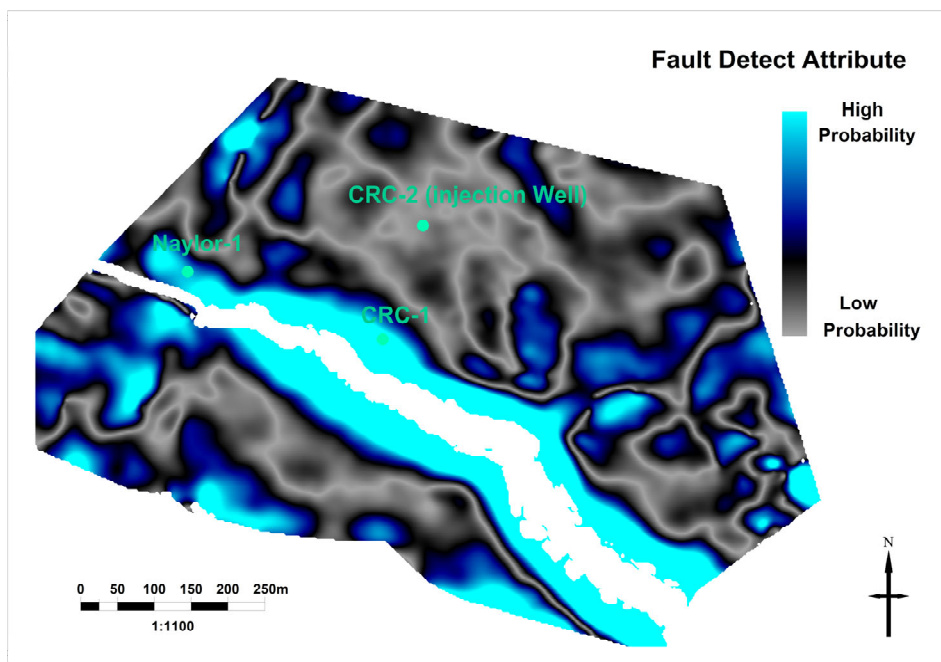 Fault Detect Attribute
High
Probability
CRC-2 (Injection Well)
Naylor-1
CRC-1
Low
Probability
N
0 50 100 150 200 250m
1:1100